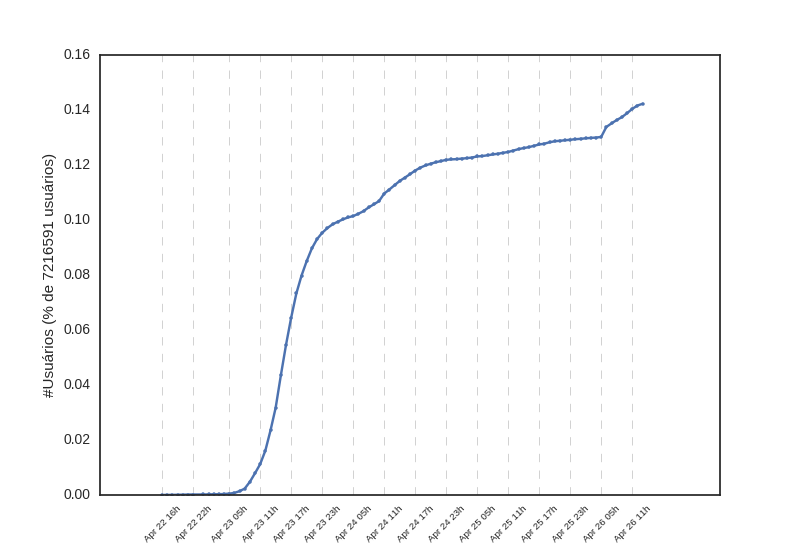 0.16
0.14
0.12
0.10
0.08
0.06
0.04
0.02
0.00
#Usuários (% de 7216591 usuários)
Apr 22 16h
Apr 22 22h
Apr 23 05h
Apr 23 11h
Apr 23 17h
Apr 23 23h
Apr 24 05h
Apr 24 11h
Apr 24 17h
Apr 24 23h
Apr 25 05h
Apr 25 11h
Apr 25 17h
Apr 25 23h
Apr 26 05h
Apr 26 11h